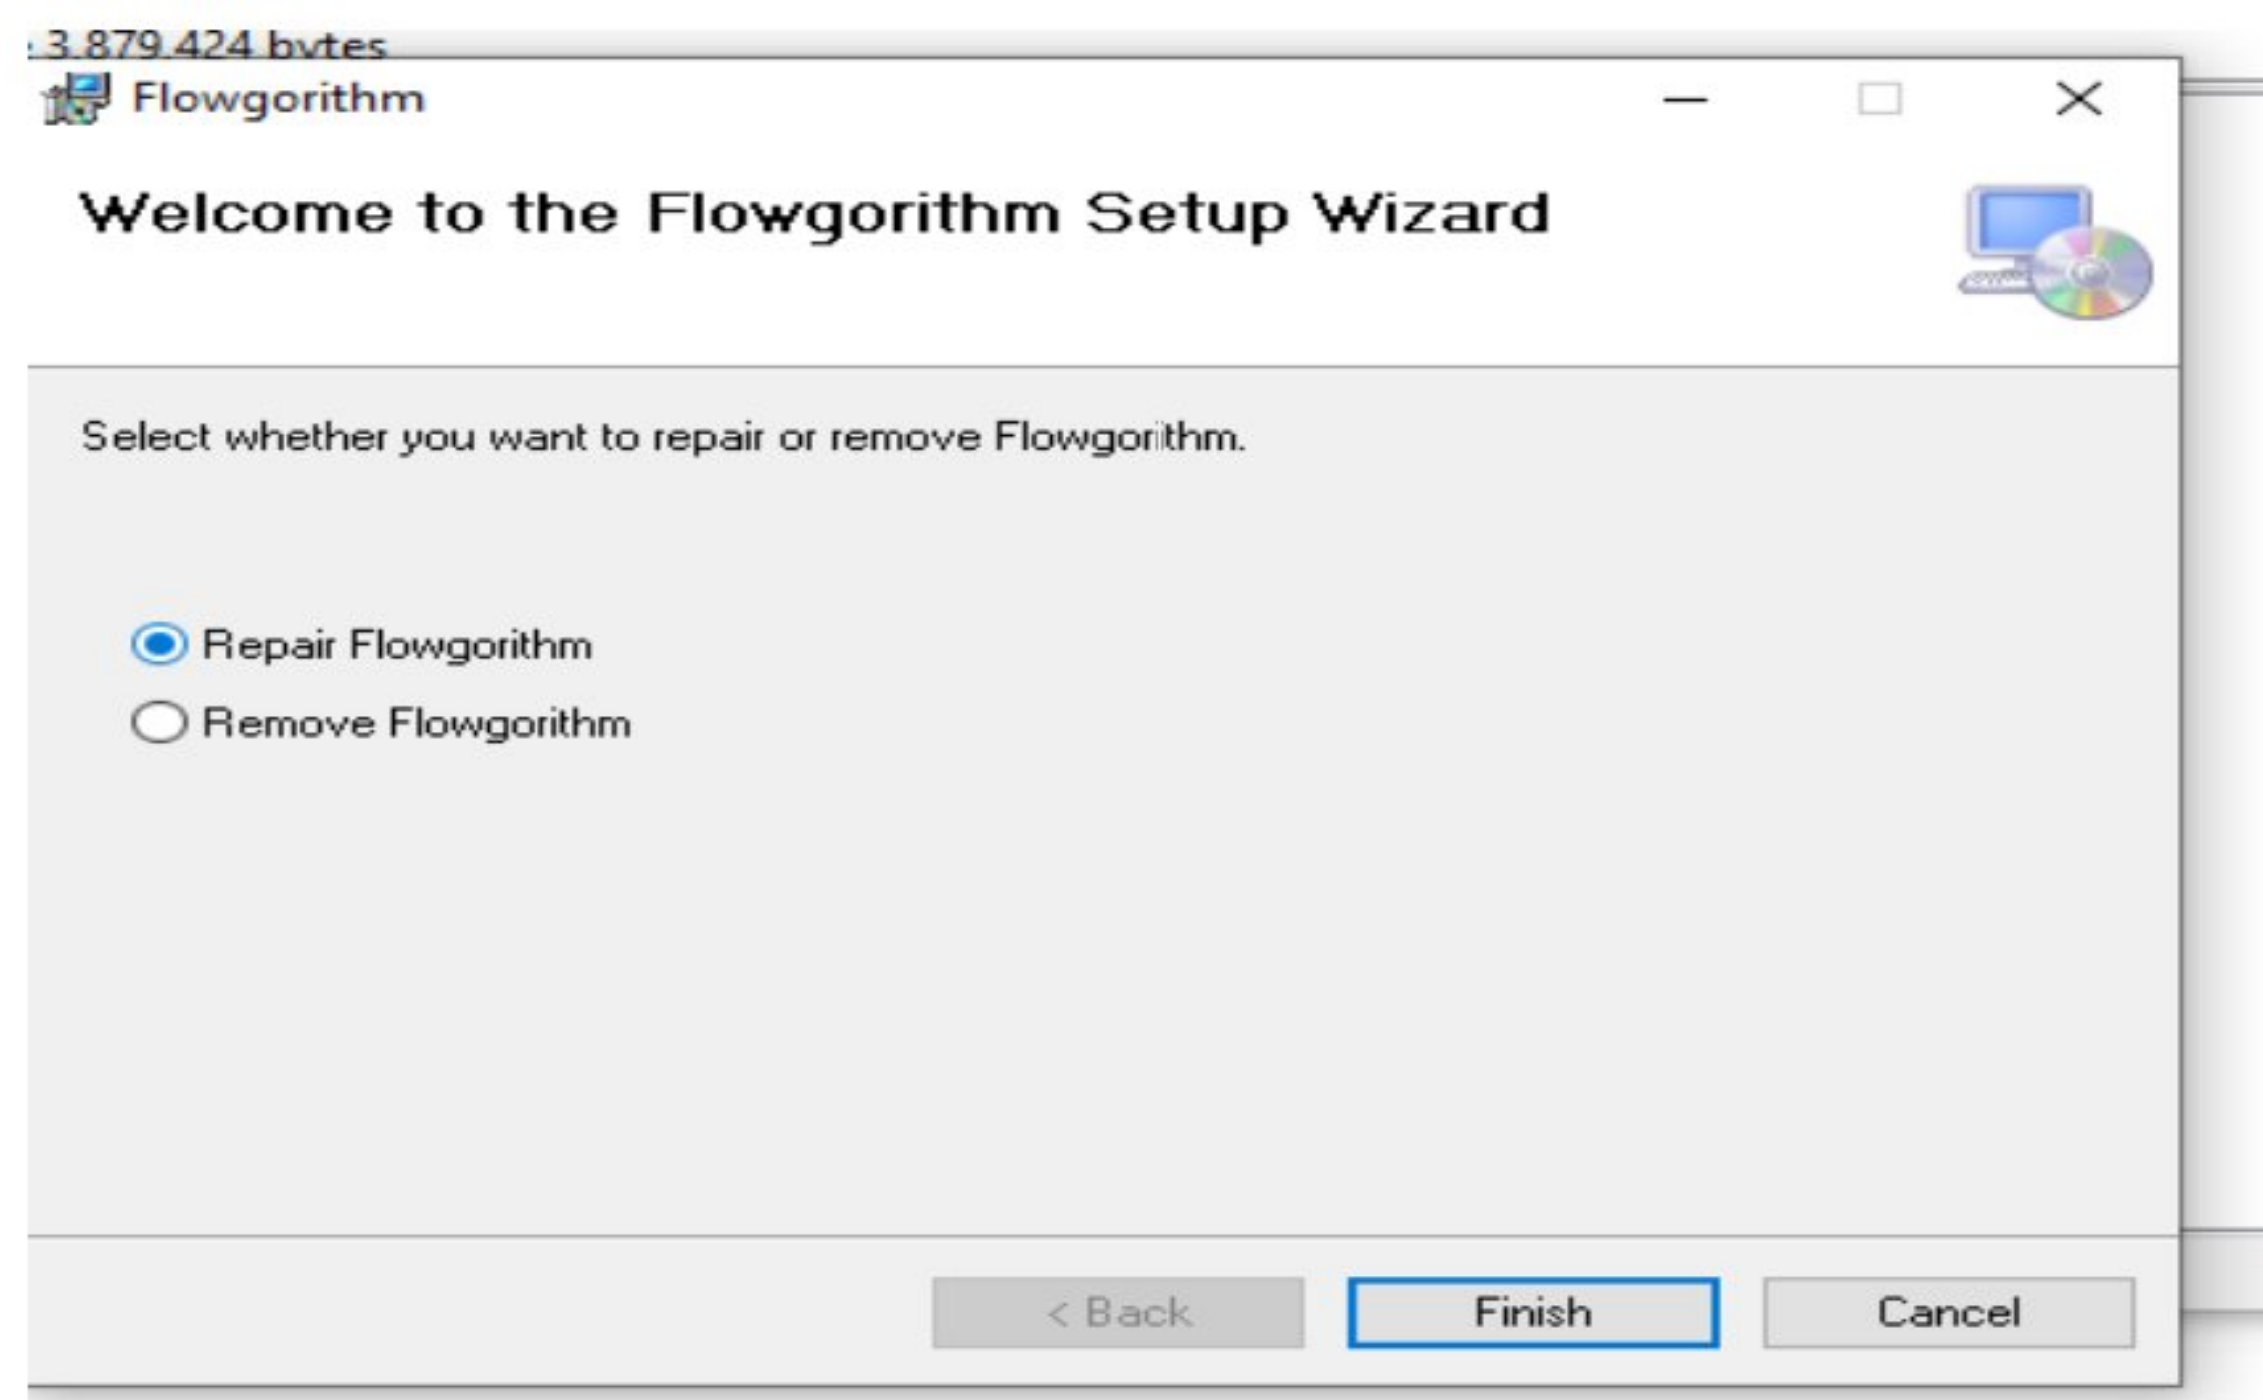 3.879.424 bytes
Flowgorithm
Welcome to the Flowgorithm Setup Wizard
Select whether you want to repair or remove Flowgorithm.
Repair Flowgorithm
Remove Flowgorithm
< Back
Finish
Cancel